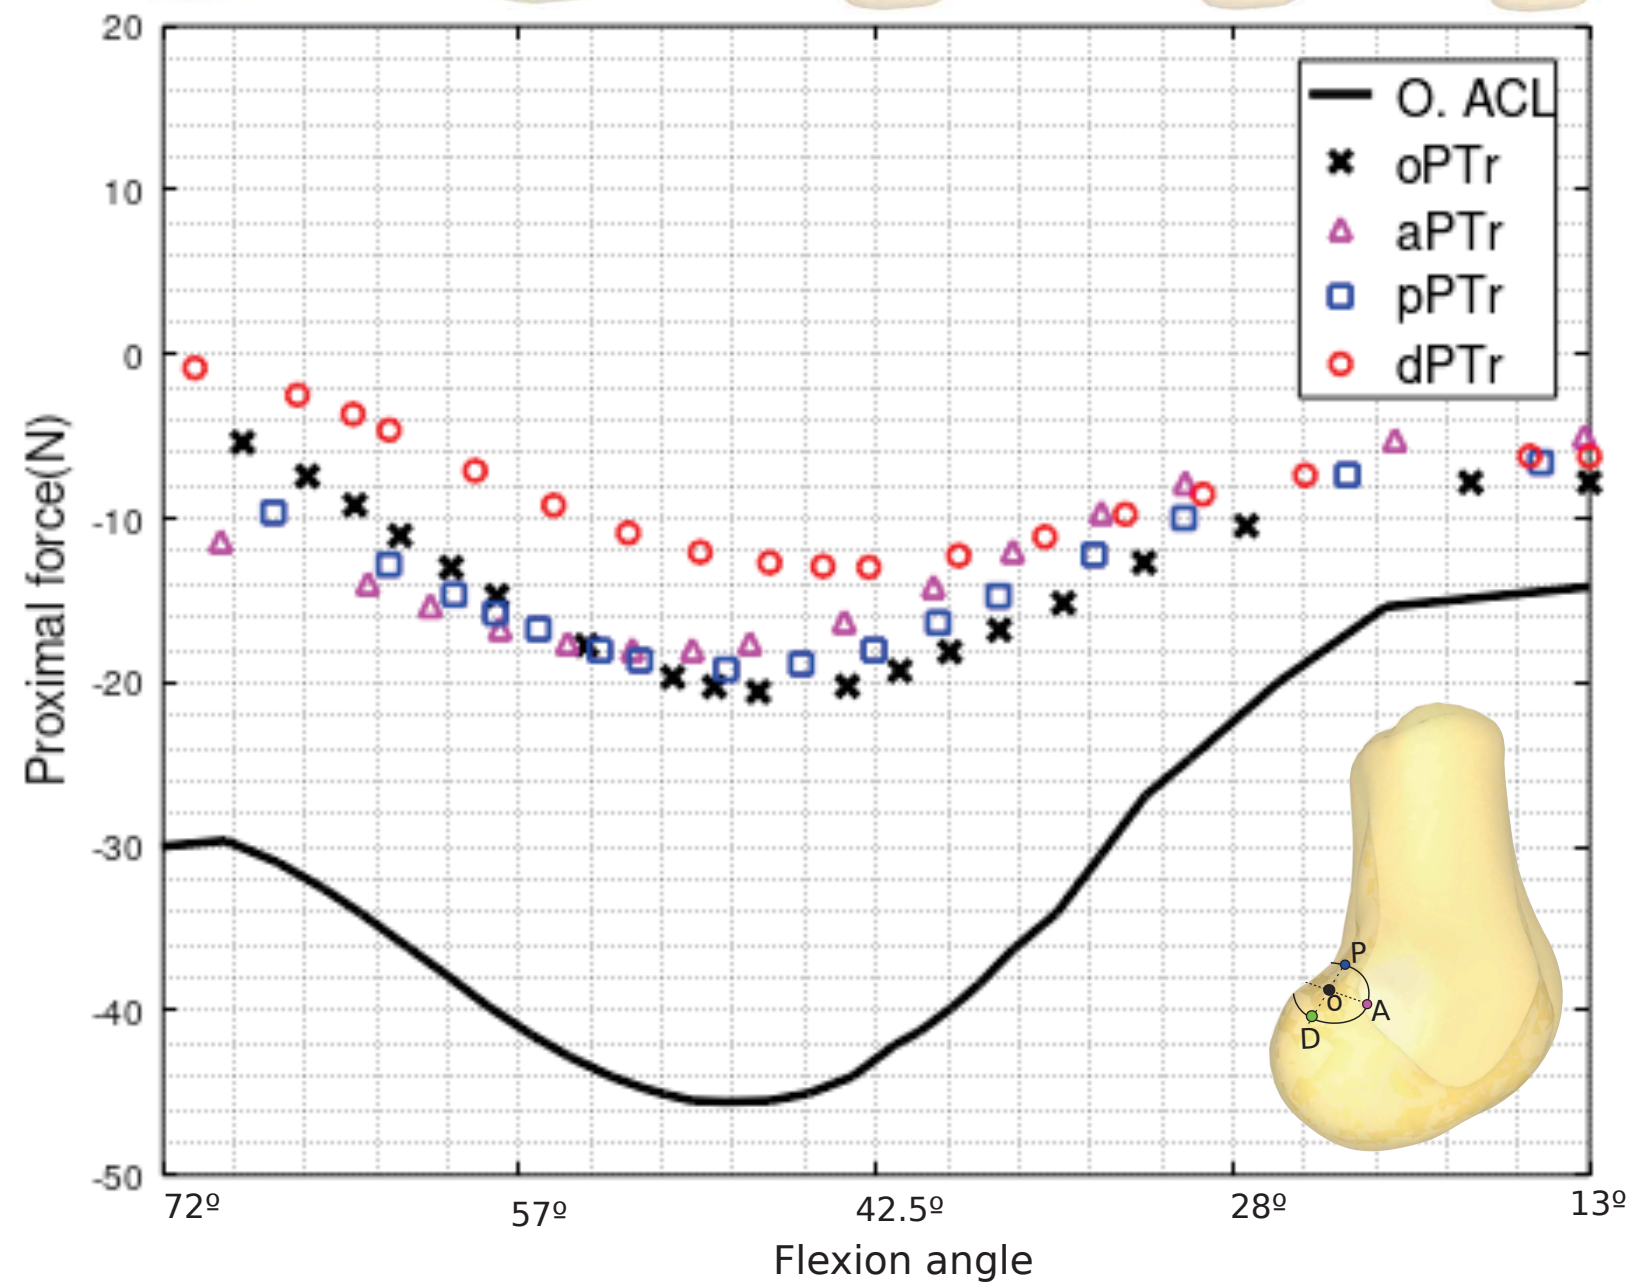 20
10
0
-10
-20
-30
-40
-50
Proximal force(N)
O. ACL
oPTr
aPTr
pPTr
dPTr
P
o
A
D
72º
57º
42.5º
28º
13º
Flexion angle